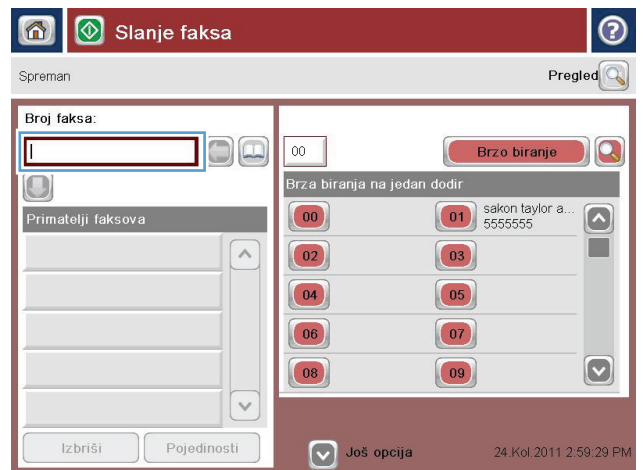 Slanje faksa
Spreman
Pregled
Broj faksa:
00
Brzo biranje
Brza biranja na jedan dodir
Primatelji faksova
00
01
sakon taylor a...
5555555
02
03
04
05
06
07
08
09
Izbriši
Pojedinosti
Još opcija
24.Kol.2011 2:59:29 PM